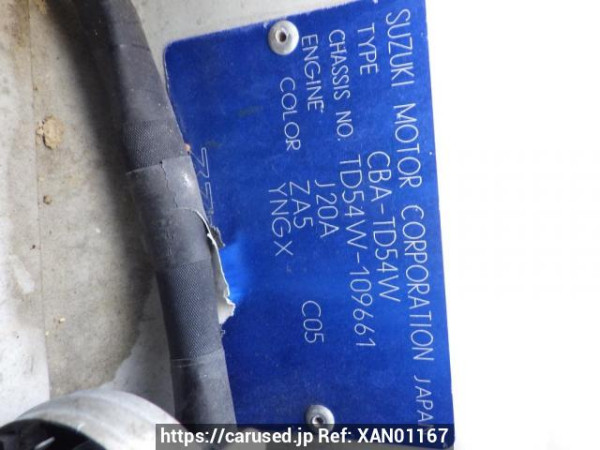 SUZUKI MOTOR CORPORATION JAPAN
TYPE CBA-TD54W
CHASSIS NO. TD54W-109661
ENGINE J20A
COLOR ZA5 C05
YNGX
https://carused.jp Ref: XAN01167